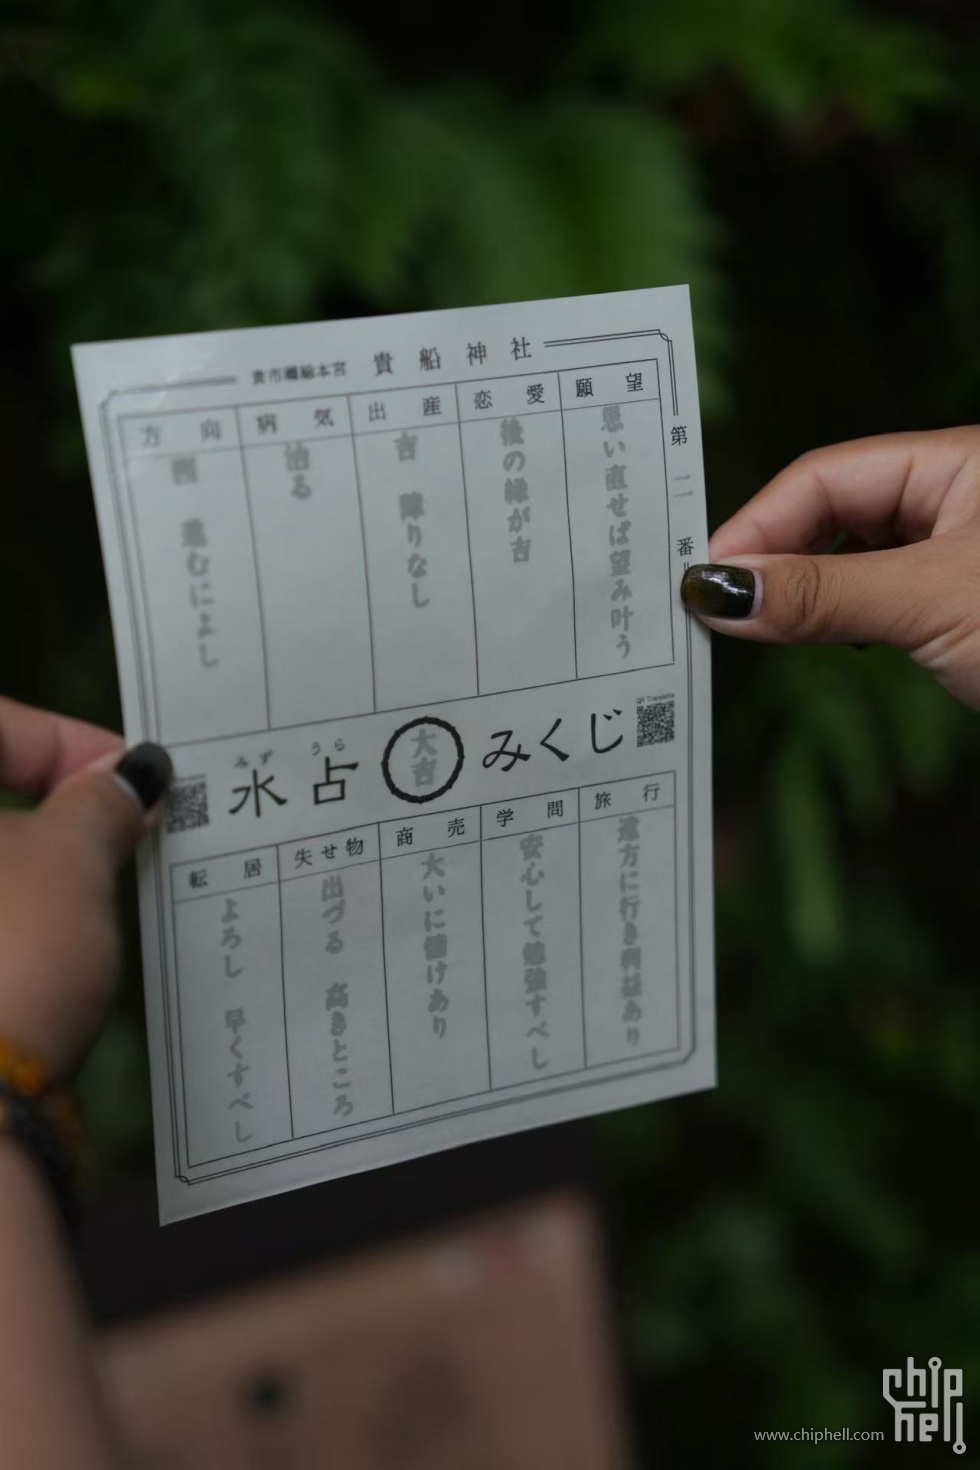 貴布禰総本宮 貴船神社
第二番
願望
思い直せば望み叶う
恋愛
後の縁が吉
出産
吉 障りなし
病気
治る
方向
西 進むによし
QR Translator
みずうら
水占みくじ
大吉
旅行
遠方に行き利益あり
学問
安心して勉強すべし
商売
大いに儲けあり
失せ物
出づる 高きところ
転居
よろし 早くすべし
chip hell
www.chiphell.com